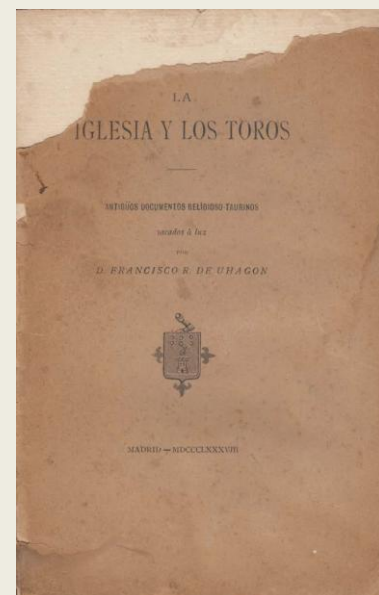 LA
IGLESIA Y LOS TOROS
ANTIGUOS DOCUMENTOS RELIGIOSO-TAURINOS
sacados á luz
POR
D. FRANCISCO R. DE UHAGON
MADRID — MDCCCLXXXVIII